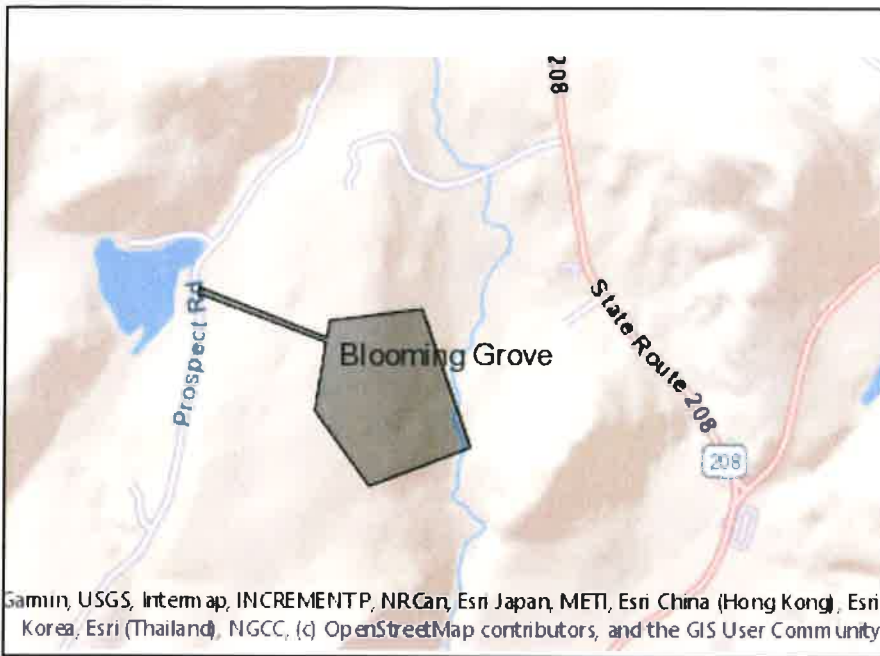 208
State Route 208
Prospect Rd
Blooming Grove
208
Garmin, USGS, Intermap, INCREMENT P, NRCan, Esri Japan, METI, Esri China (Hong Kong), Esri
Korea, Esri (Thailand), NGCC, (c) OpenStreetMap contributors, and the GIS User Community